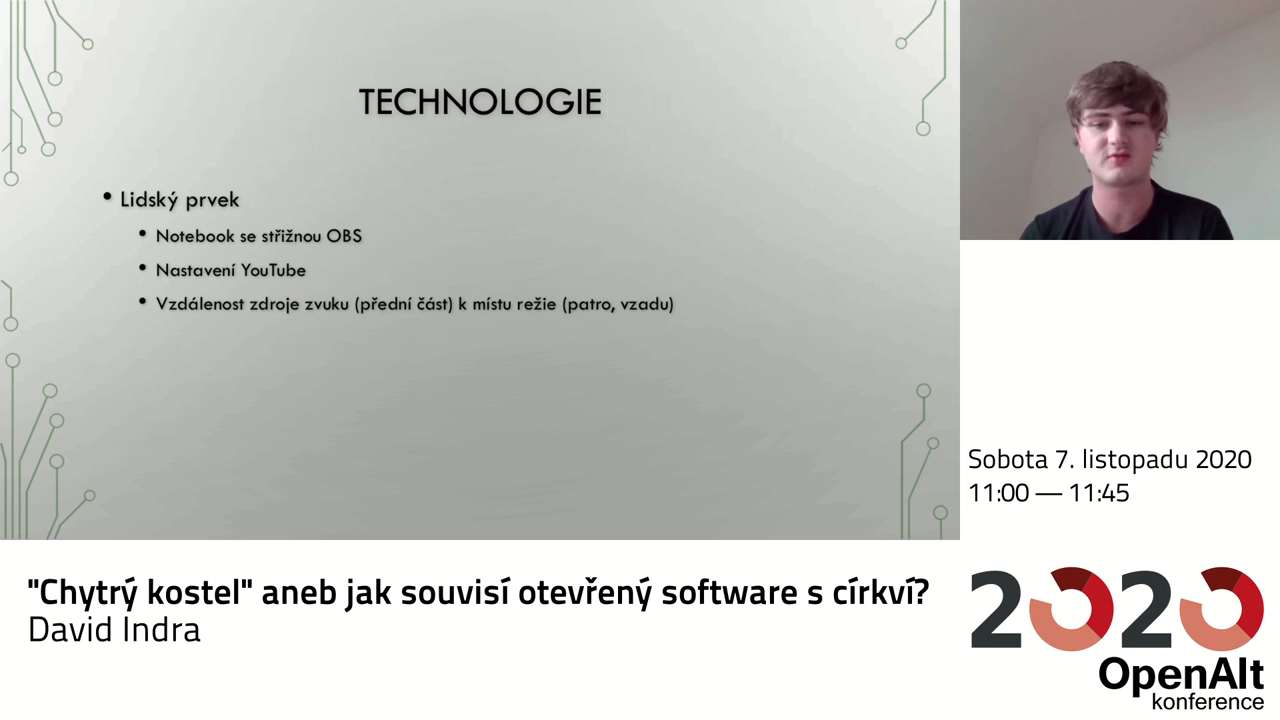 TECHNOLOGIE
• Lidský prvek
• Notebook se střižnou OBS
• Nastavení YouTube
• Vzdálenost zdroje zvuku (přední část) k místu režie (patro, vzadu)
Sobota 7. listopadu 2020
11:00 — 11:45
"Chytrý kostel" aneb jak souvisí otevřený software s církví?
David Indra
2020
OpenAlt
konference